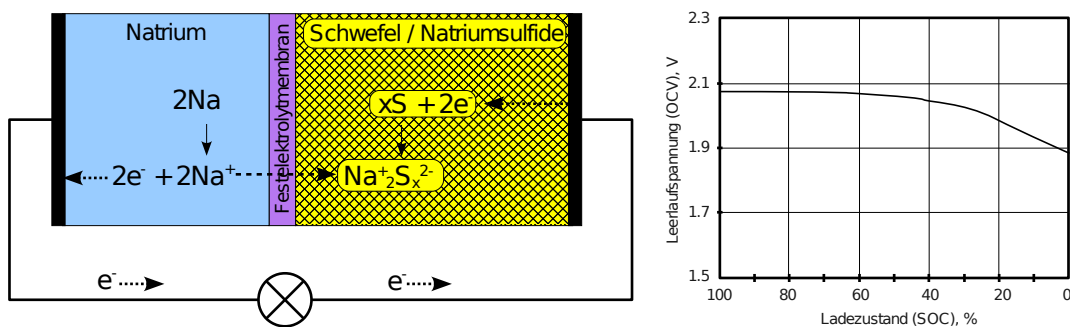 Natrium
Festelektrolytmembran
Schwefel / Natriumsulfide
2Na
xS + 2e⁻
2e⁻ + 2Na⁺
Na⁺₂Sₓ²⁻
e⁻
e⁻
Leerlaufspannung (OCV), V
2.3
2.1
1.9
1.7
1.5
100
80
60
40
20
0
Ladezustand (SOC), %